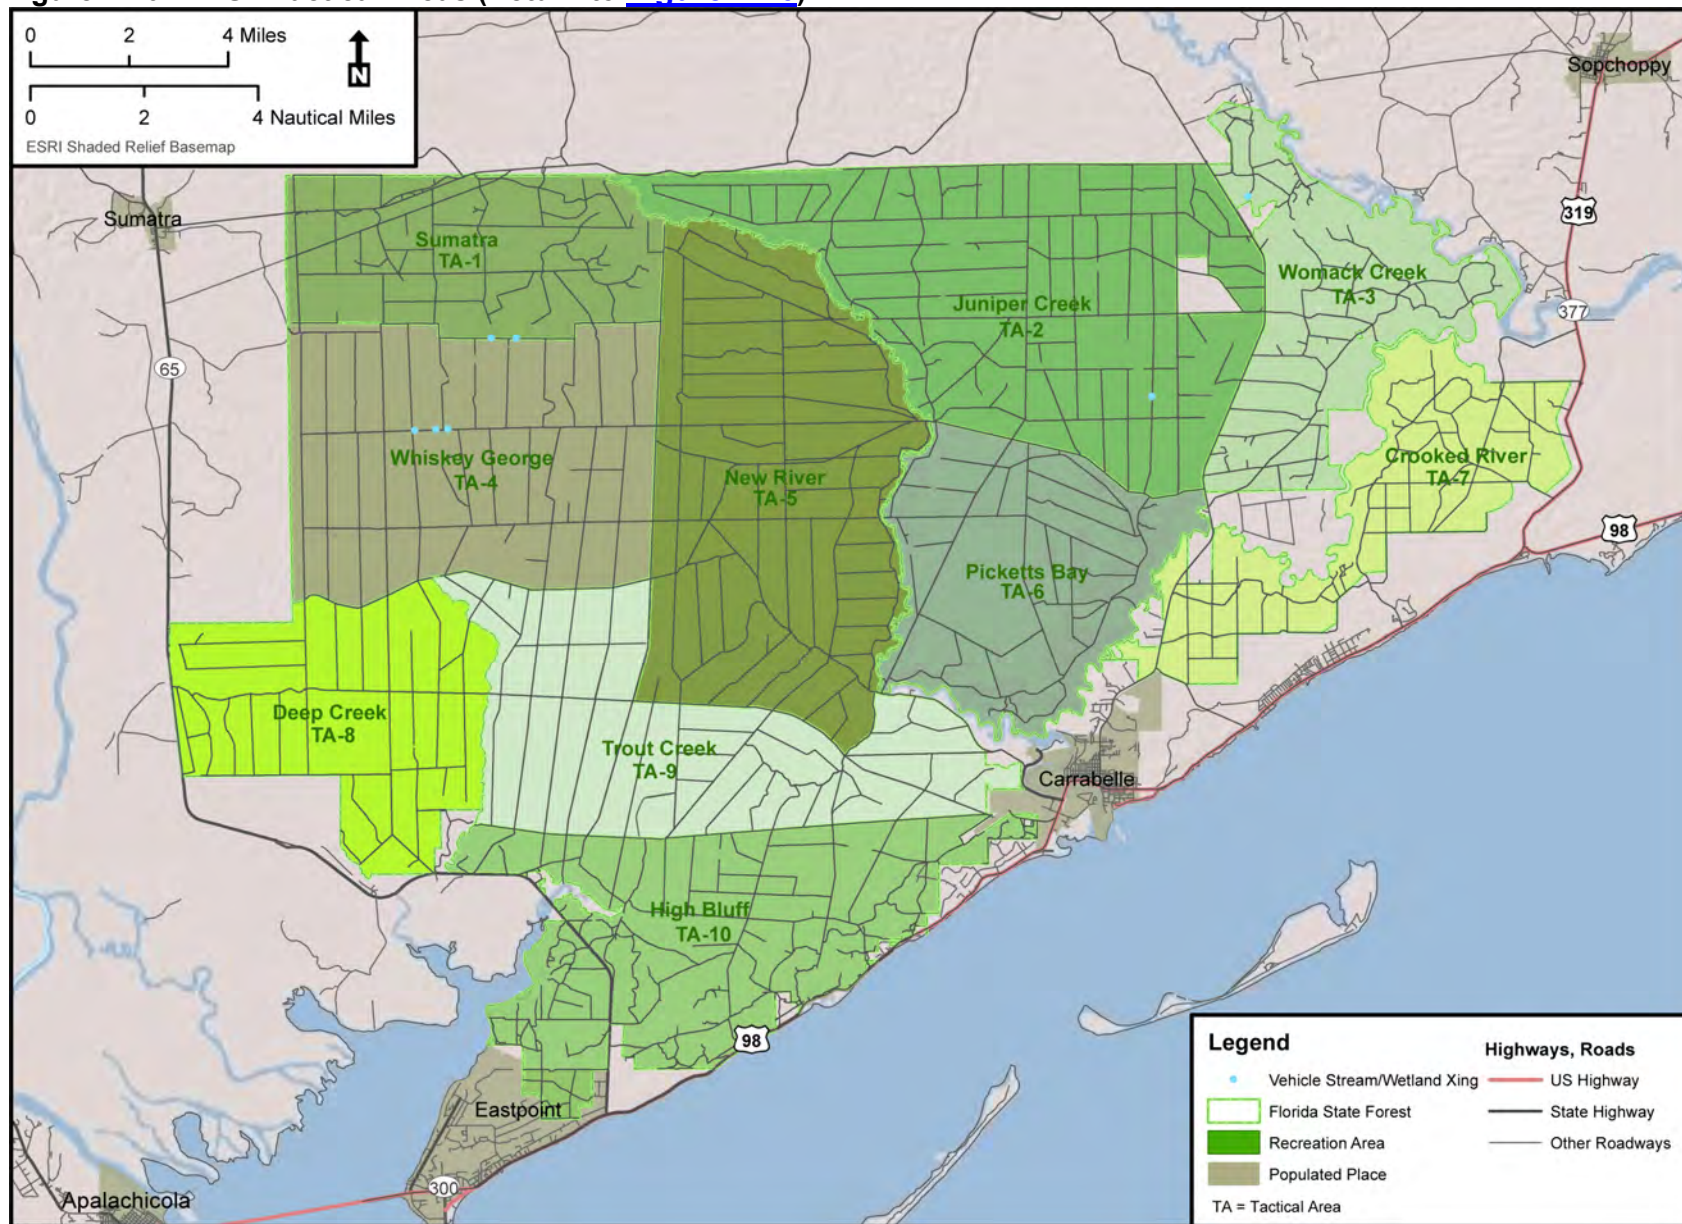 0 2 4 Miles
N
0 2 4 Nautical Miles
ESRI Shaded Relief Basemap
Sopchoppy
Sumatra
319
Sumatra
TA-1
Womack Creek
TA-3
Juniper Creek
TA-2
377
65
Whiskey George
TA-4
New River
TA-5
Crooked River
TA-7
98
Picketts Bay
TA-6
Deep Creek
TA-8
Trout Creek
TA-9
Carrabelle
High Bluff
TA-10
98
Eastpoint
300
Apalachicola
Legend
Vehicle Stream/Wetland Xing
Florida State Forest
Recreation Area
Populated Place
TA = Tactical Area
Highways, Roads
US Highway
State Highway
Other Roadways